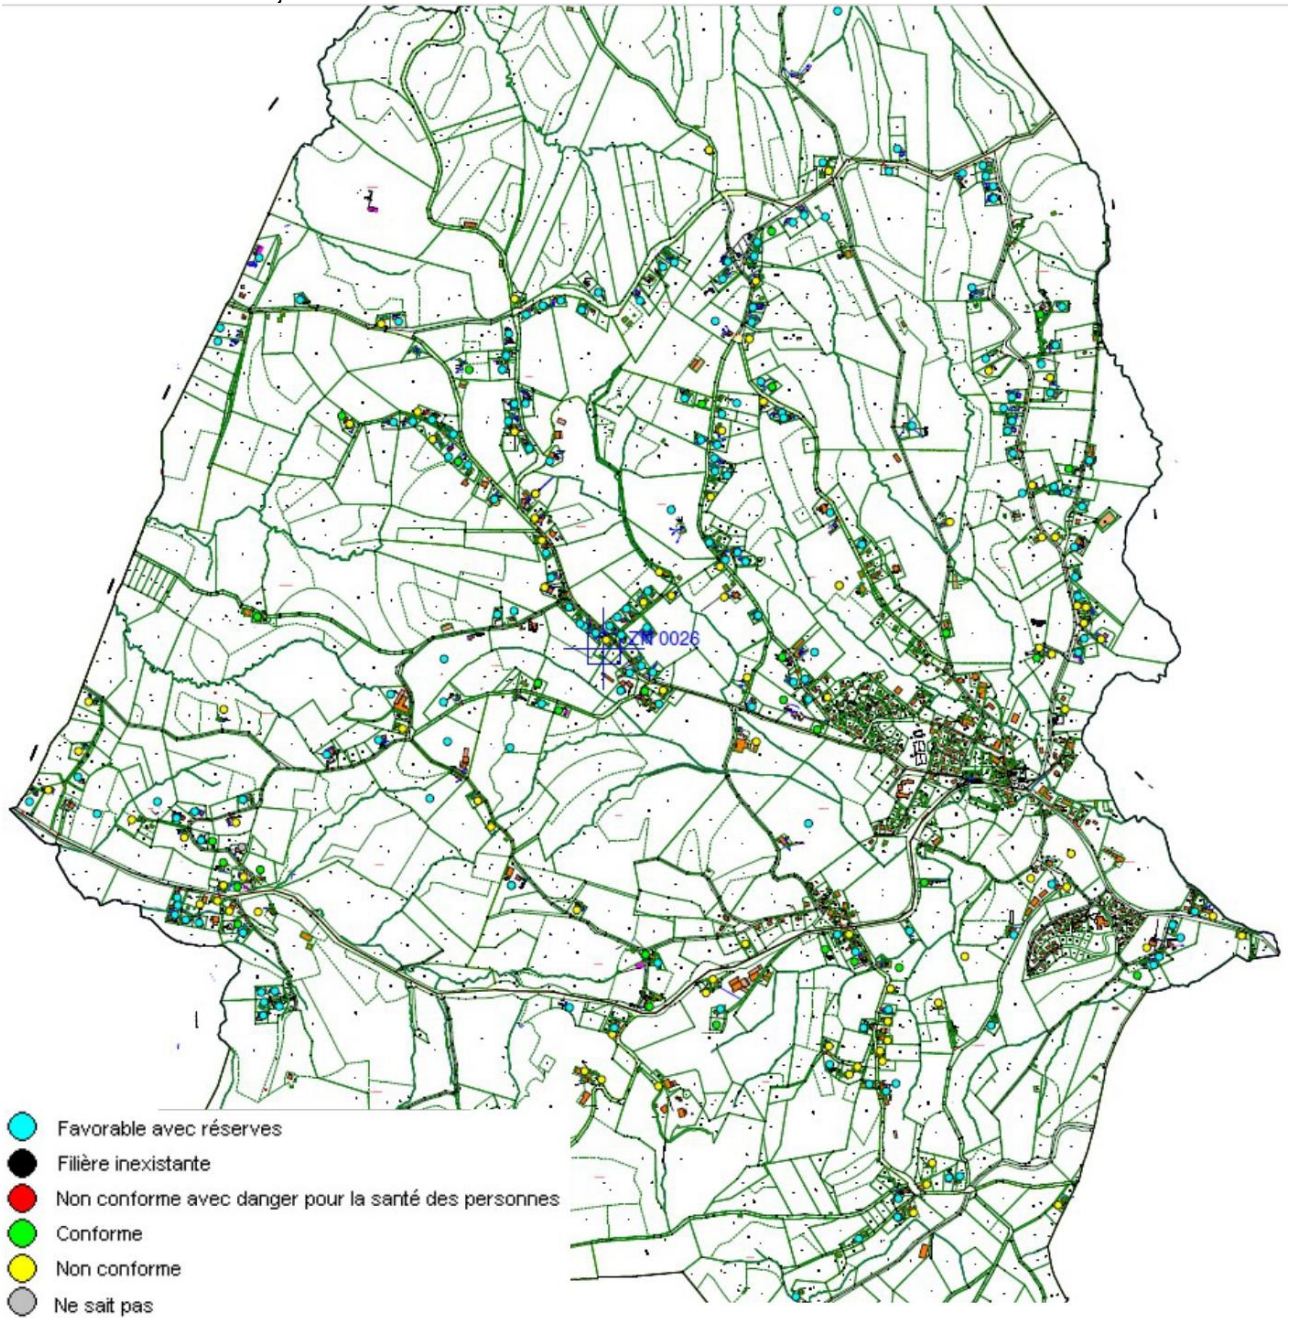 ZN 0026
Favorable avec réserves
Filière inexistante
Non conforme avec danger pour la santé des personnes
Conforme
Non conforme
Ne sait pas